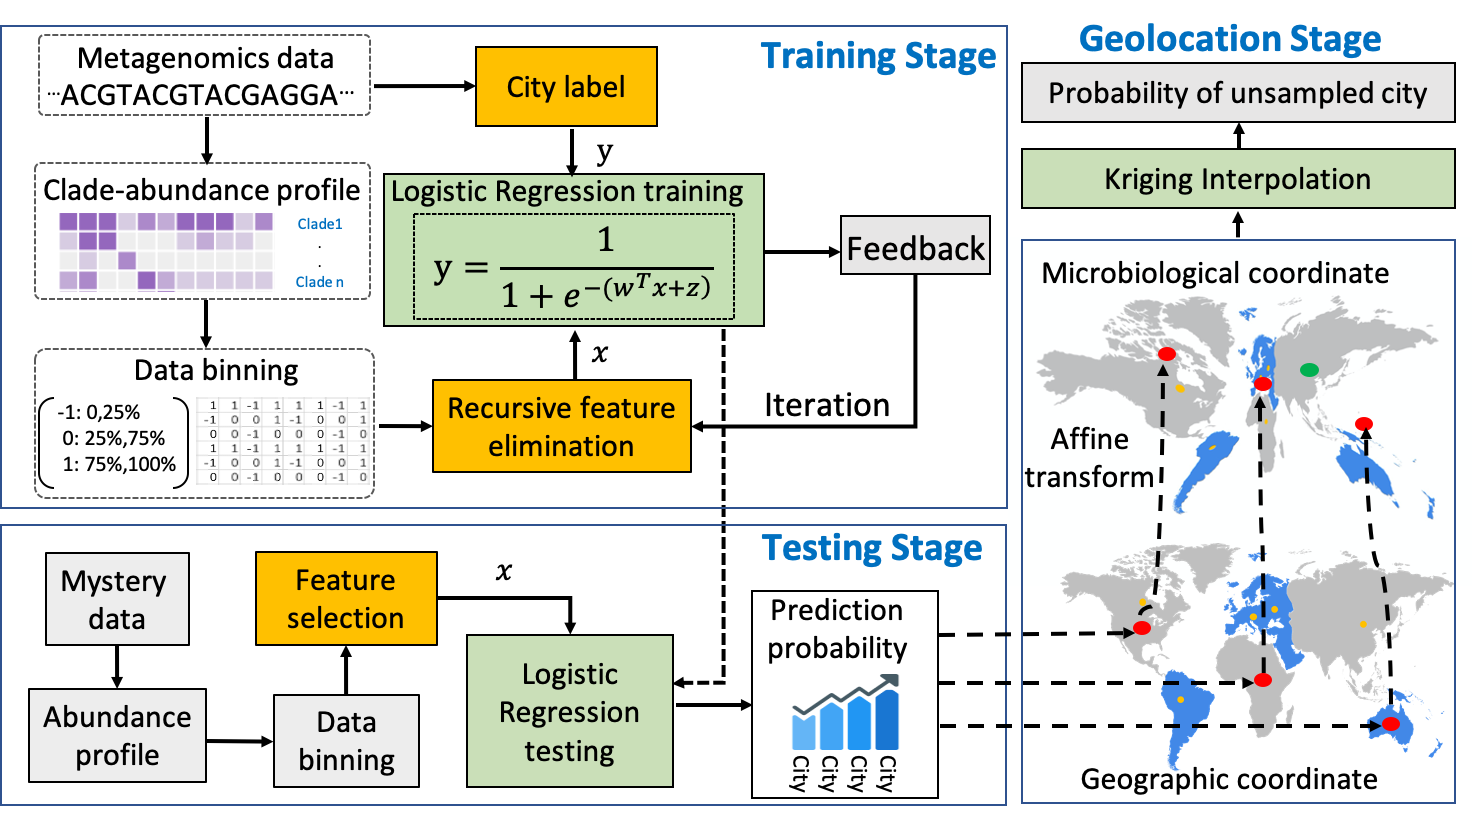 Training Stage
Metagenomics data
...ACGTACGTACGAGGA...
City label
y
Clade-abundance profile
Clade1
.
.
Clade n
Logistic Regression training
y = 1 / 1 + e^−(w^T x+z)
Feedback
Data binning
-1: 0,25%
0: 25%,75%
1: 75%,100%
1 1 -1 1 1 1 -1 1
-1 0 0 1 -1 0 0 1
0 0 -1 0 0 0 -1 0
1 1 -1 1 1 1 -1 1
-1 0 0 1 -1 0 0 1
0 0 -1 0 0 0 -1 0
x
Recursive feature
elimination
Iteration
Testing Stage
Mystery
data
Abundance
profile
Data
binning
Feature
selection
x
Logistic
Regression
testing
Prediction
probability
City
City
City
City
Geolocation Stage
Probability of unsampled city
Kriging Interpolation
Microbiological coordinate
Affine
transform
Geographic coordinate